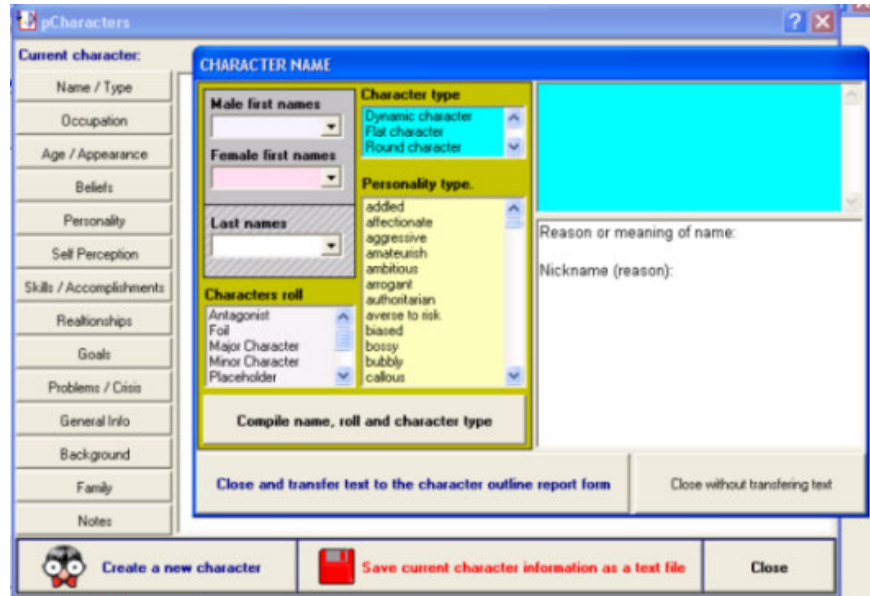 pCharacters
Current character:
Name / Type
Occupation
Age / Appearance
Beliefs
Personality
Self Perception
Skills / Accomplishments
Realtionships
Goals
Problems / Crisis
General Info
Background
Family
Notes
CHARACTER NAME
Male first names
Female first names
Last names
Characters roll
Antagonist
Foil
Major Character
Minor Character
Placeholder
Character type
Dynamic character
Flat character
Round character
Personality type.
addled
affectionate
aggressive
amateurish
ambitious
arrogant
authoritarian
averse to risk
biased
bossy
bubbly
callous
Reason or meaning of name:
Nickname (reason):
Compile name, roll and character type
Close and transfer text to the character outline report form
Close without transfering text
Create a new character
Save current character information as a text file
Close